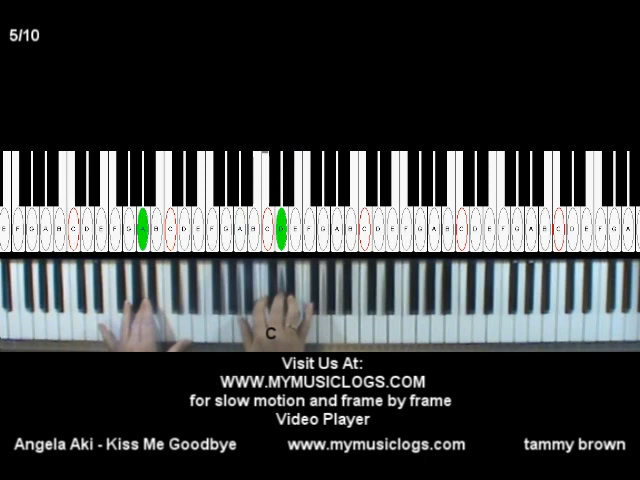 5/10
E F G A B C D E F G A B C D E F G A B C D E F G A B C D E F G A B C D E F G A B C D E F G A
C
Visit Us At:
WWW.MYMUSICLOGS.COM
for slow motion and frame by frame
Video Player
Angela Aki - Kiss Me Goodbye www.mymusiclogs.com tammy brown